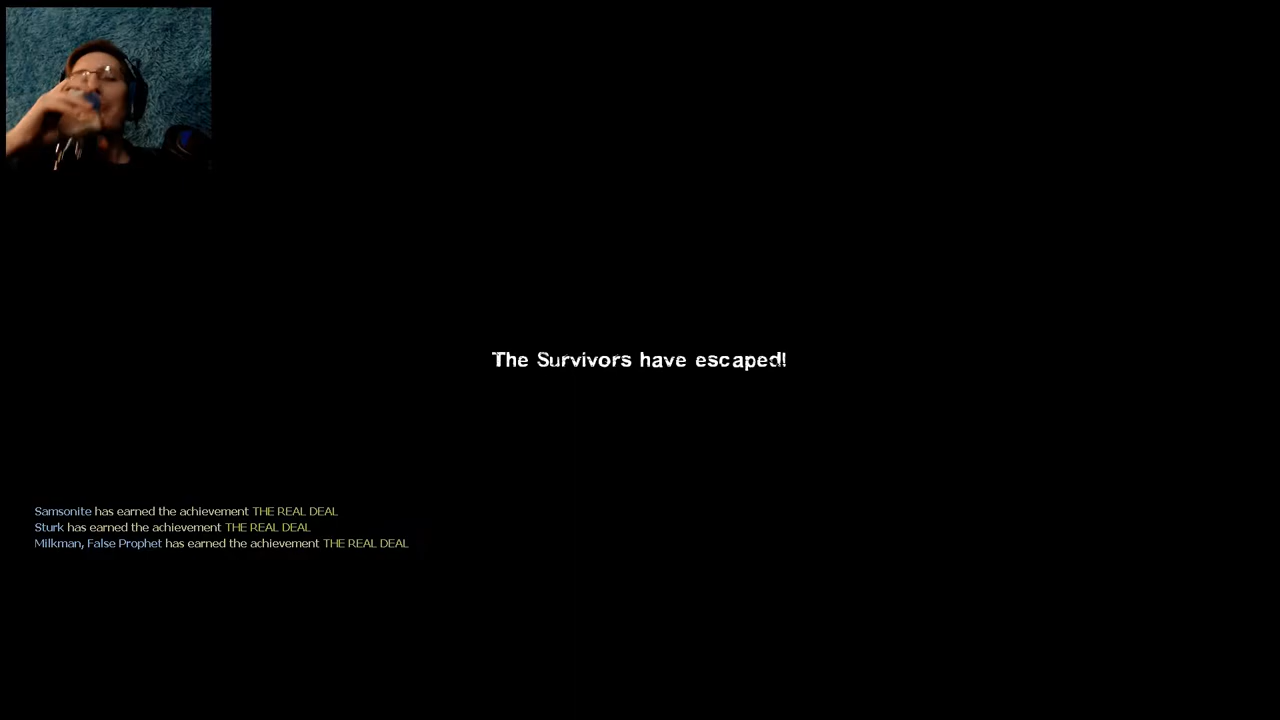 The Survivors have escaped!
Samsonite has earned the achievement THE REAL DEAL
Sturk has earned the achievement THE REAL DEAL
Milkman, False Prophet has earned the achievement THE REAL DEAL